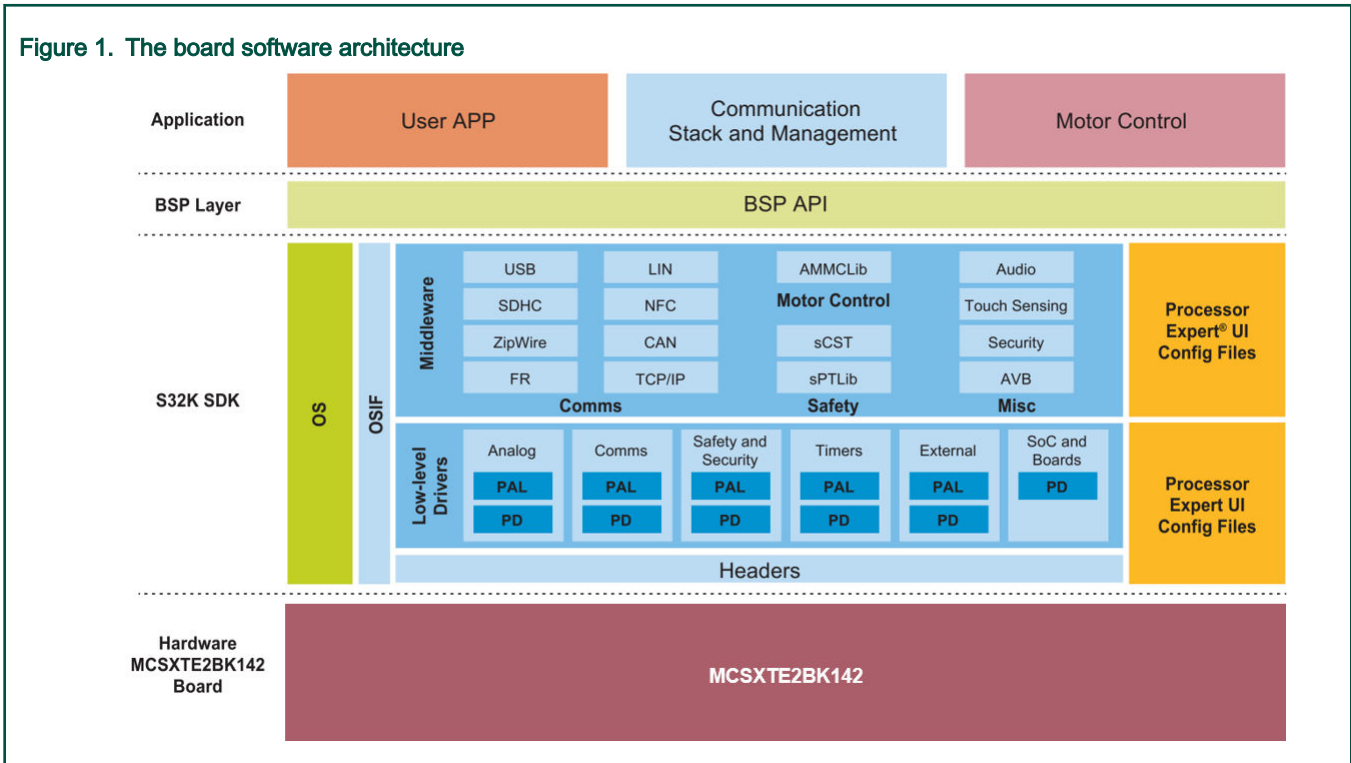 Figure 1. The board software architecture
Application
User APP
Communication
Stack and Management
Motor Control
BSP Layer
BSP API
S32K SDK
OS
OSIF
Middleware
USB
LIN
AMMCLib
Audio
SDHC
NFC
Motor Control
Touch Sensing
ZipWire
CAN
sCST
Security
FR
TCP/IP
sPTLib
AVB
Comms
Safety
Misc
Processor
Expert® UI
Config Files
Low-level
Drivers
Analog
PAL
PD
Comms
PAL
PD
Safety and
Security
PAL
PD
Timers
PAL
PD
External
PAL
PD
SoC and
Boards
PD
Processor
Expert UI
Config Files
Headers
Hardware
MCSXTE2BK142
Board
MCSXTE2BK142